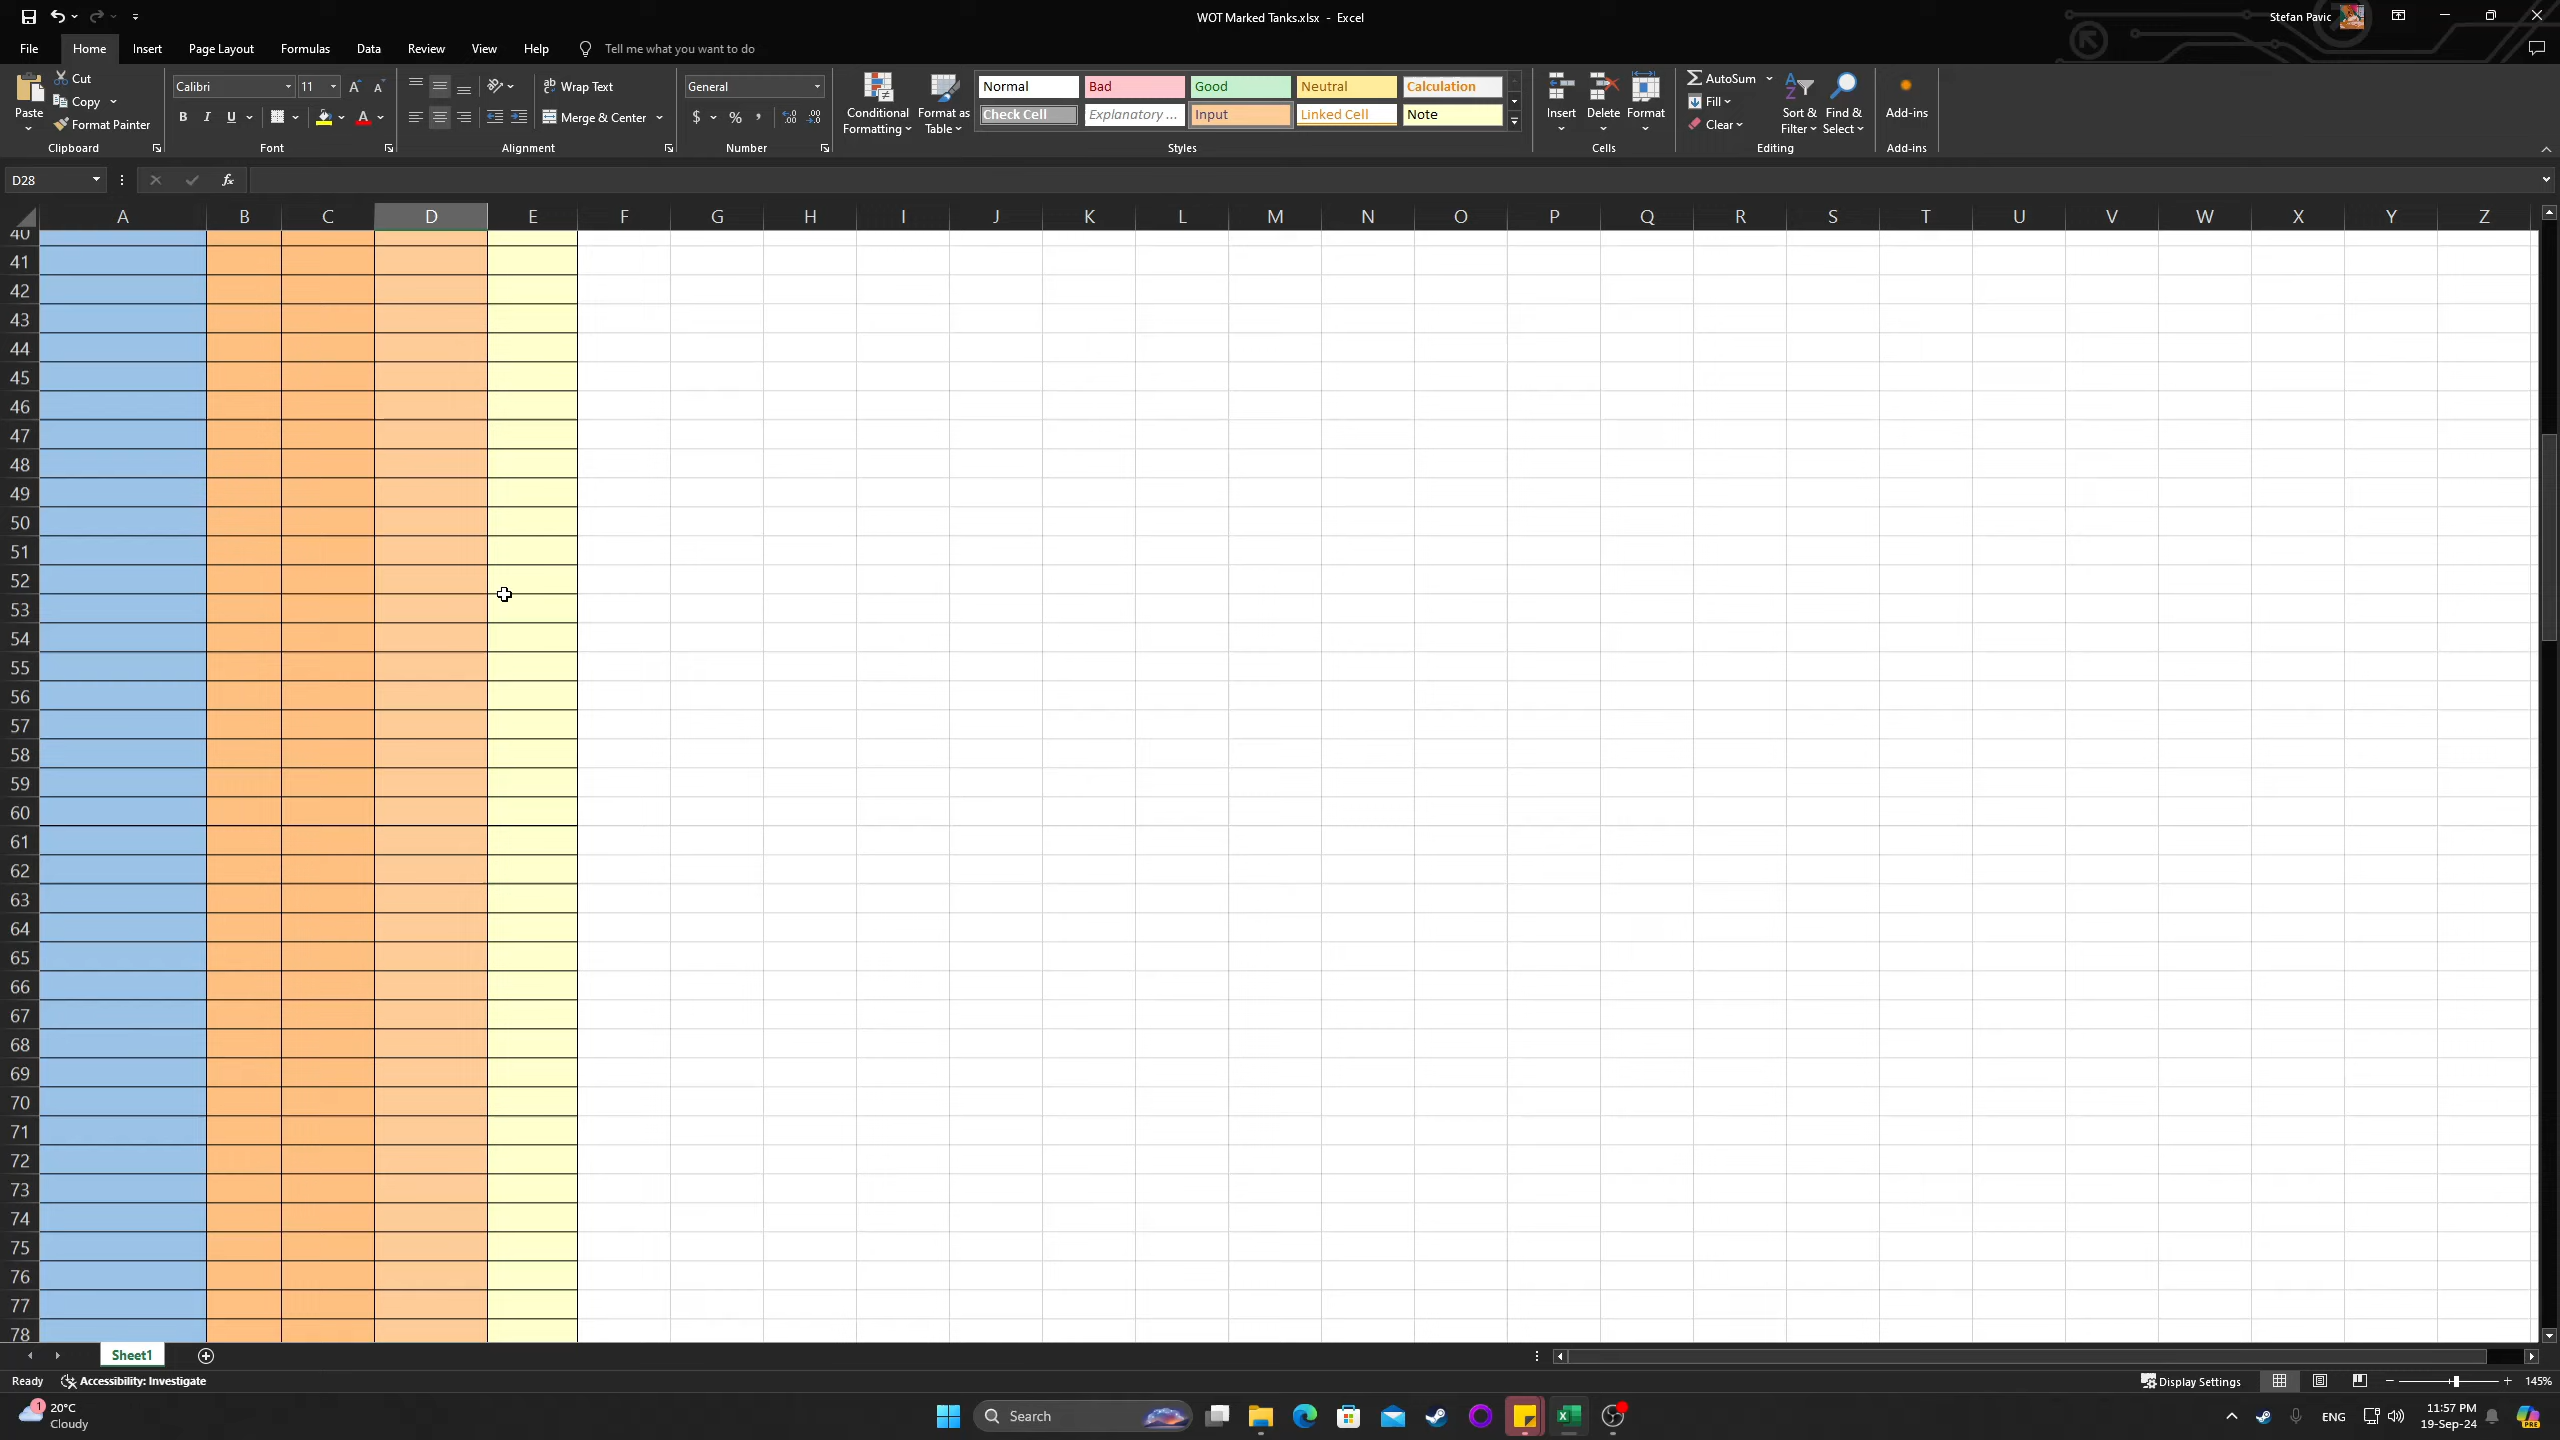 WOT Marked Tanks.xlsx - Excel
Stefan Pavic
File Home Insert Page Layout Formulas Data Review View Help Tell me what you want to do
Paste
Cut
Copy
Format Painter
Clipboard
Calibri 11
B I U
Font
Wrap Text
Merge & Center
Alignment
General
$ % ,
Number
Conditional Formatting
Format as Table
Normal Bad Good Neutral Calculation
Check Cell Explanatory ... Input Linked Cell Note
Styles
Insert Delete Format
Cells
AutoSum
Fill
Clear
Sort & Filter
Find & Select
Editing
Add-ins
Add-ins
D28 fx
A B C D E F G H I J K L M N O P Q R S T U V W X Y Z
40
41
42
43
44
45
46
47
48
49
50
51
52
53
54
55
56
57
58
59
60
61
62
63
64
65
66
67
68
69
70
71
72
73
74
75
76
77
78
Sheet1
Ready Accessibility: Investigate Display Settings 145%
1
20°C
Cloudy
Search
ENG
11:57 PM
19-Sep-24
PRE